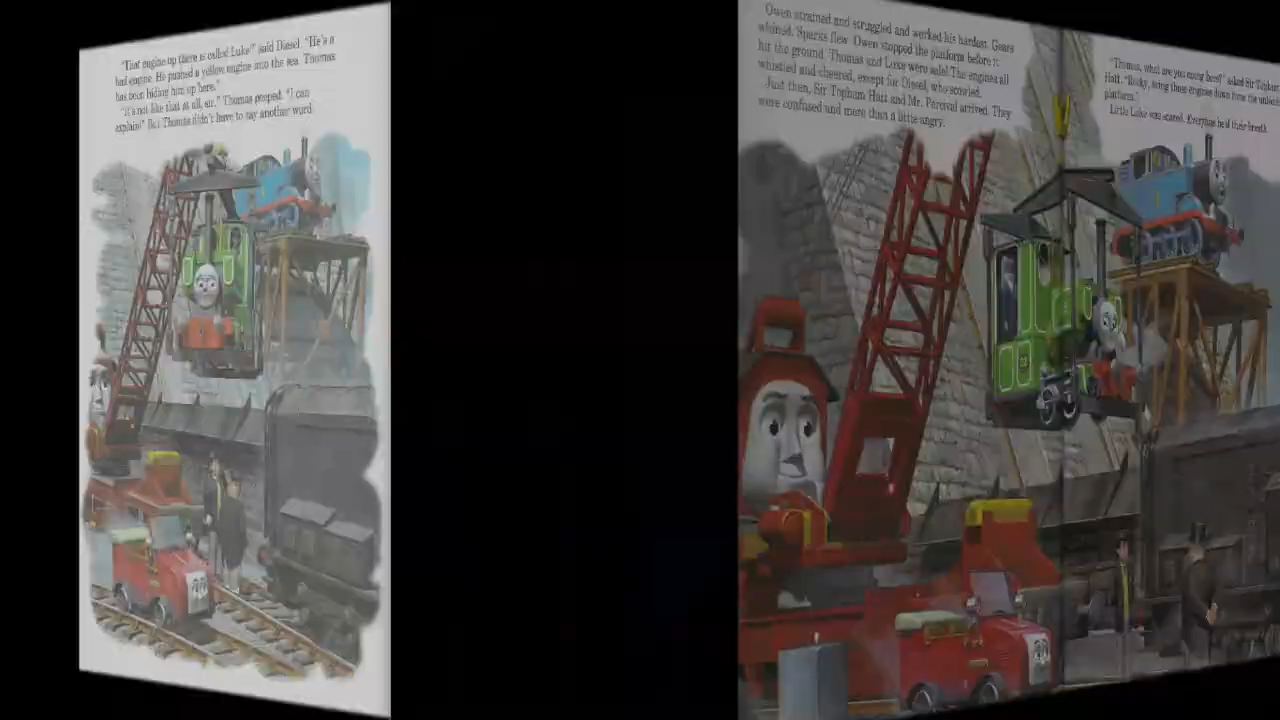 "That engine up there is called Luke!" said Diesel. "He's a
bad engine. He pushed a yellow engine into the sea. Thomas
has been hiding him up here."
"It's not like that at all, sir," Thomas peeped. "I can
explain!" But Thomas didn't have to say another word.
Owen strained and struggled and worked his hardest. Gears
whined. Sparks flew. Owen stopped the platform before it
hit the ground. Thomas and Luke were safe! The engines all
whistled and cheered, except for Diesel, who scowled.
Just then, Sir Topham Hatt and Mr. Percival arrived. They
were confused and more than a little angry.
"Thomas, what are you doing here?" asked Sir Topham
Hatt. "Rocky, bring those engines down from the
platform."
Little Luke was scared. Everyone held their breath.